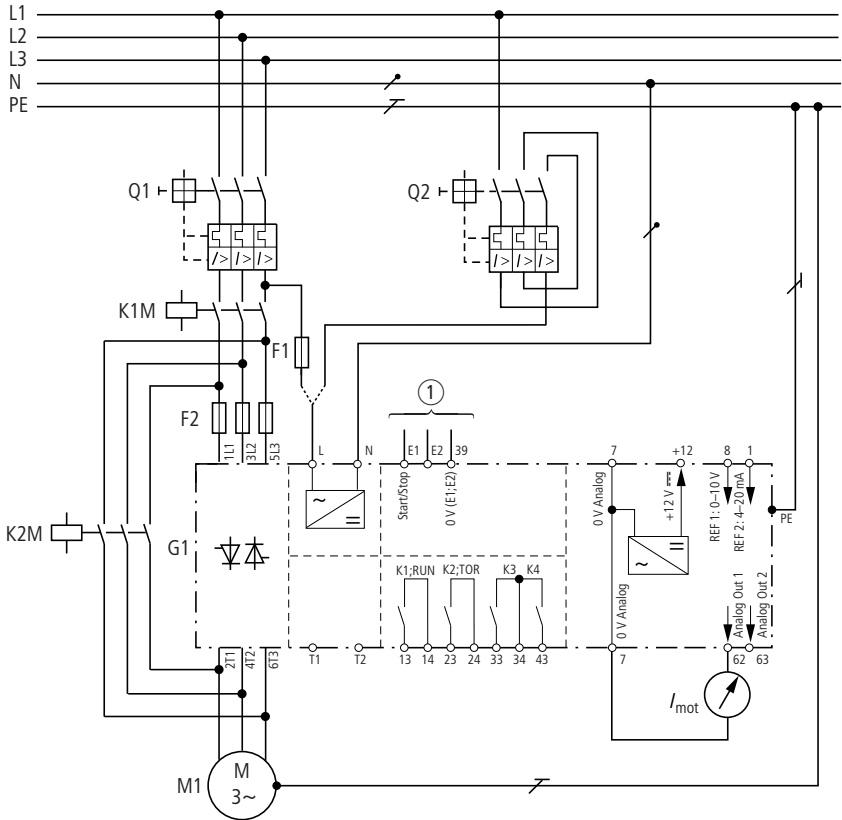 L1
L2
L3
N
PE
Q1
Q2
I> I> I>
I> I> I>
K1M
F1
F2
1
1L1
3L2
5L3
L
N
E1
E2
39
7
+12
8
1
Start/Stop
0 V (E1; E2)
0 V Analog
+12 V
REF 1: 0–10 V
REF 2: 4–20 mA
PE
~
=
~
=
K2M
G1
K1;RUN
K2;TOR
K3
K4
0 V Analog
Analog Out 1
Analog Out 2
2T1
4T2
6T3
T1
T2
13
14
23
24
33
34
43
7
62
63
Imot
M1
M
3~